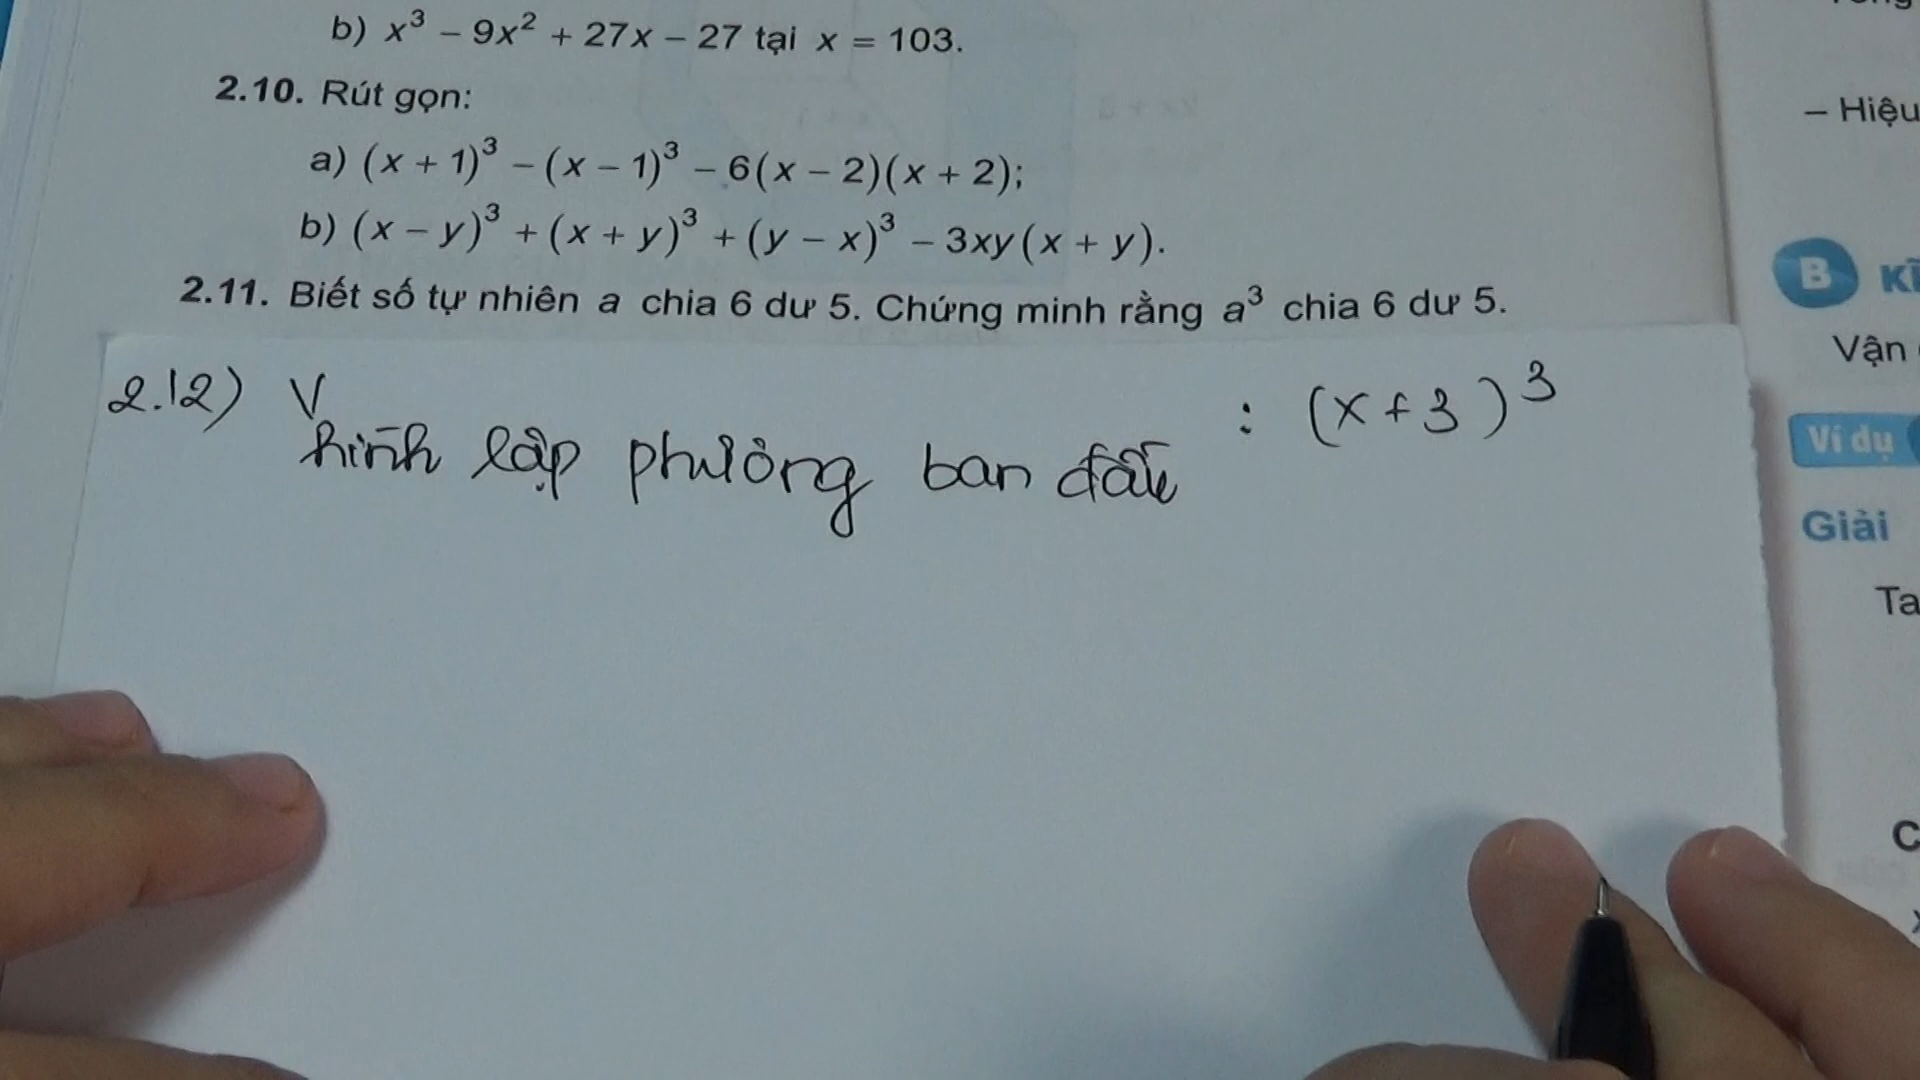 b) x³ – 9x² + 27x – 27 tại x = 103.
2.10. Rút gọn:
a) (x + 1)³ – (x – 1)³ – 6(x – 2)(x + 2);
b) (x – y)³ + (x + y)³ + (y – x)³ – 3xy(x + y).
2.11. Biết số tự nhiên a chia 6 dư 5. Chứng minh rằng a³ chia 6 dư 5.
2.12) V hình lập phương ban đầu : (x+3)³
– Hiệu
B
Vận
Ví dụ
Giải
Ta